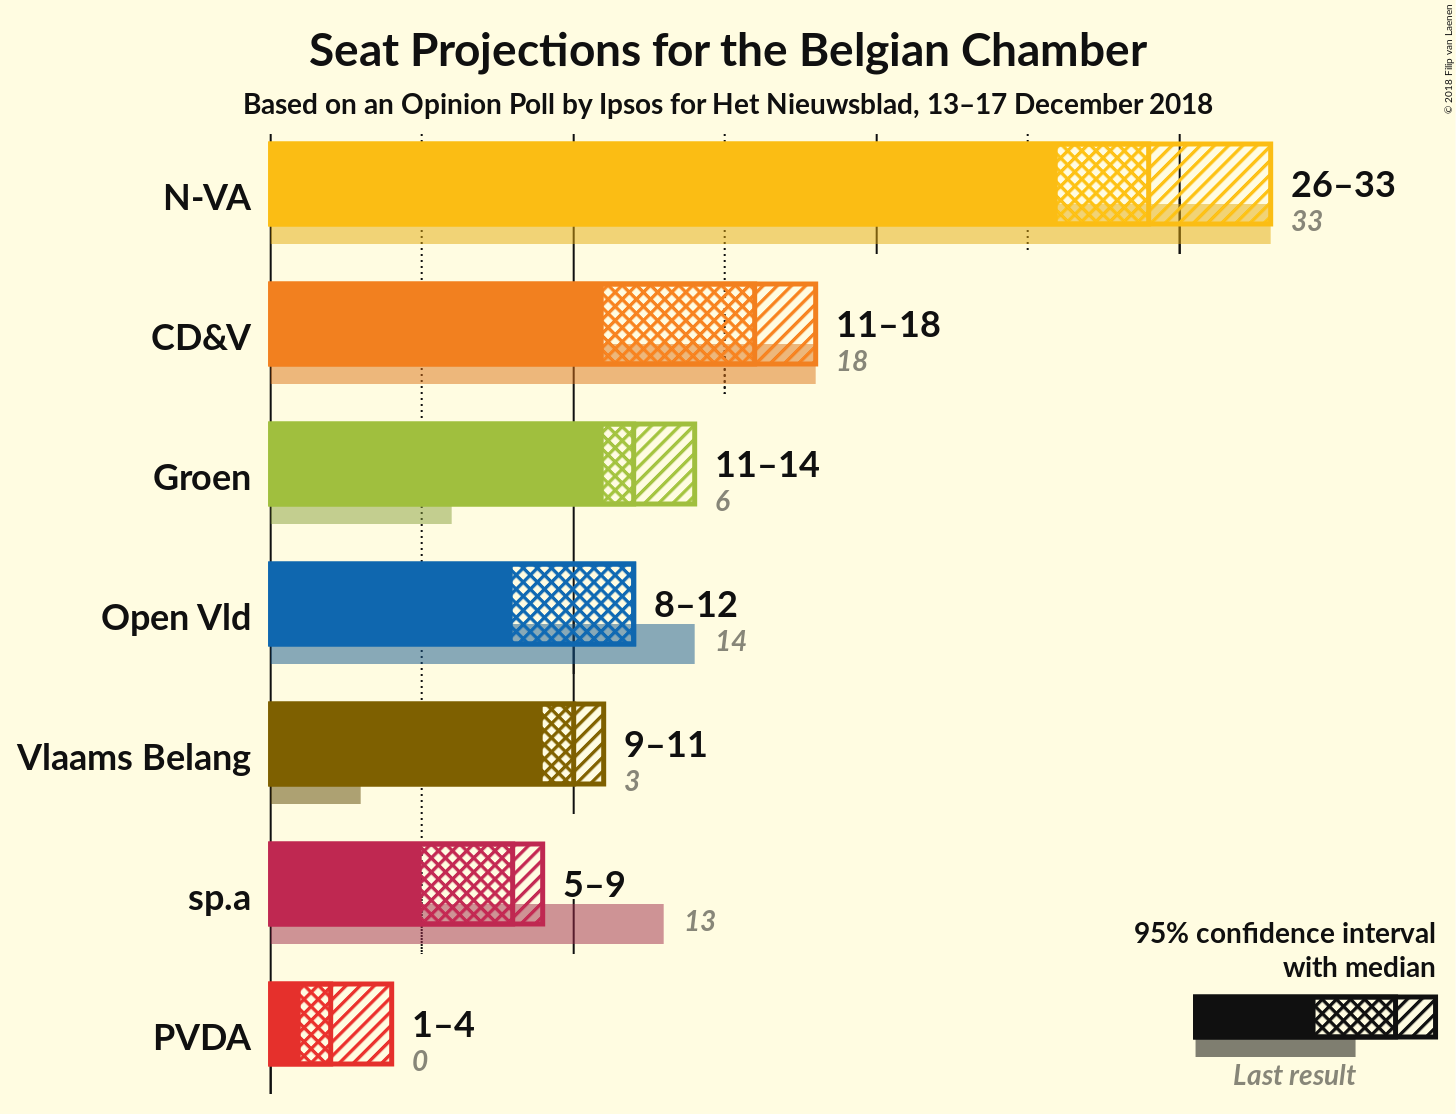 Seat Projections for the Belgian Chamber
Based on an Opinion Poll by Ipsos for Het Nieuwsblad, 13–17 December 2018
© 2018 Filip van Laenen
N-VA
26–33
33
CD&V
11–18
18
Groen
11–14
6
Open Vld
8–12
14
Vlaams Belang
9–11
3
sp.a
5–9
13
PVDA
1–4
0
95% confidence interval
with median
Last result